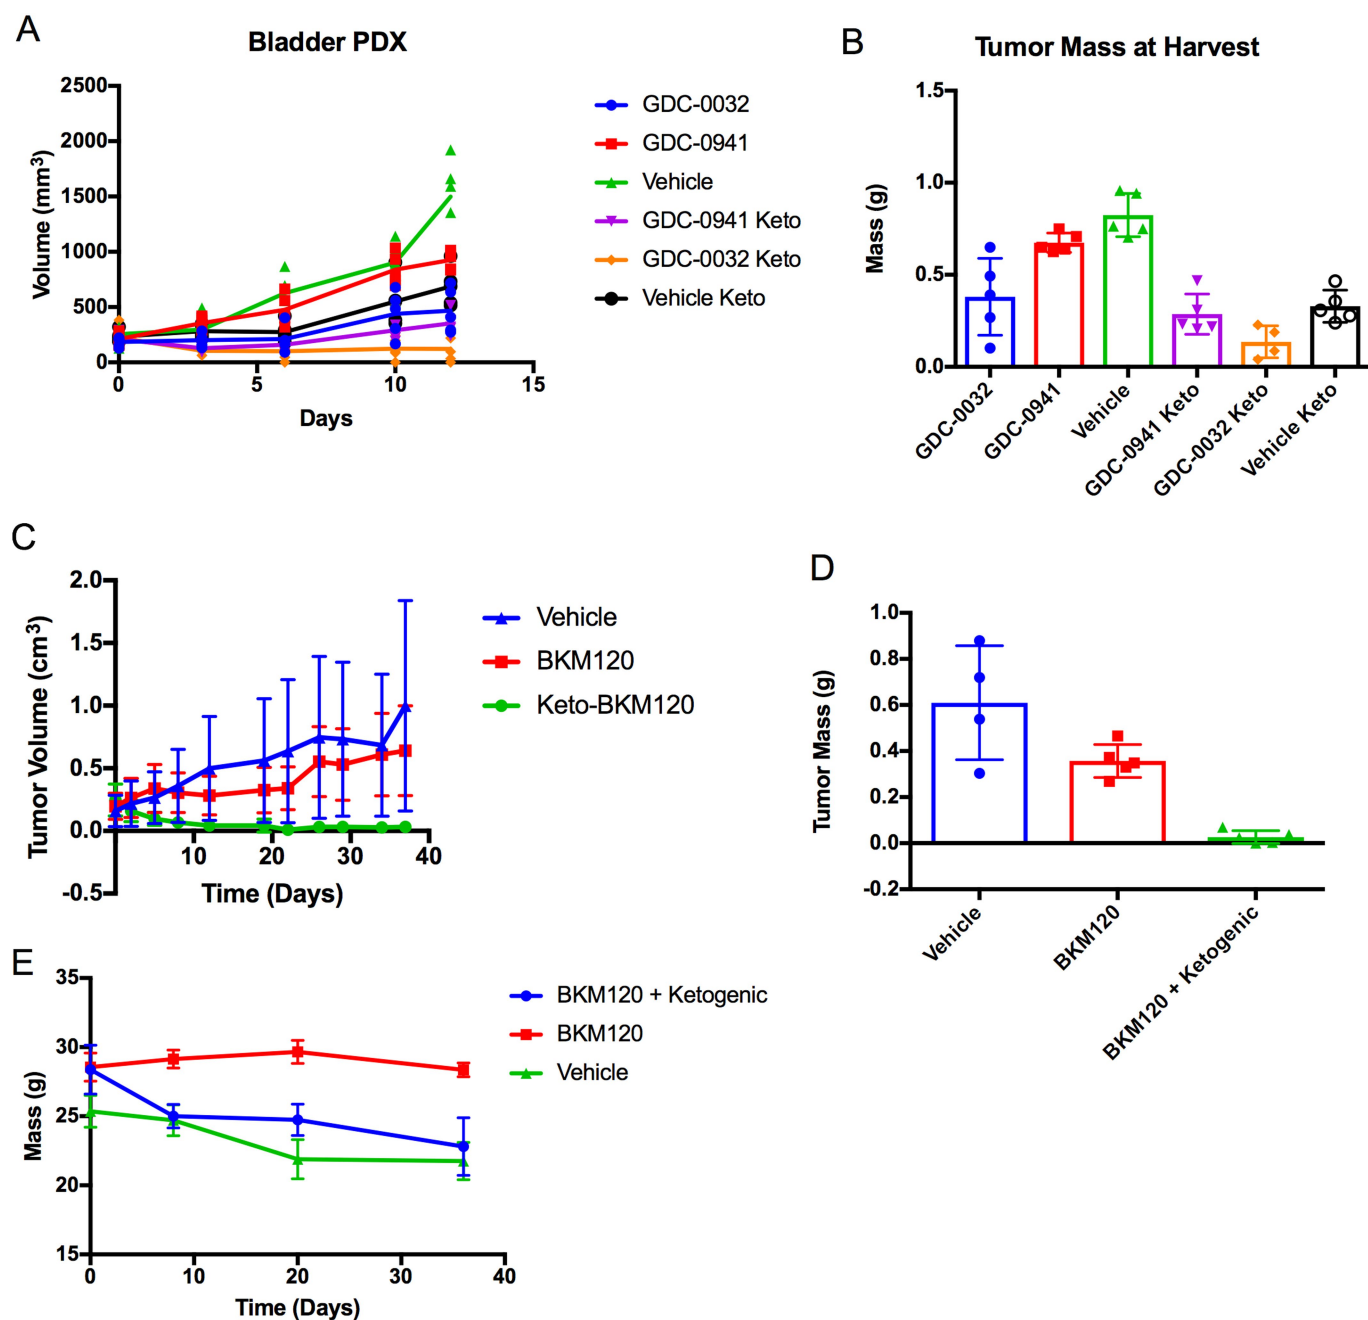 A
Bladder PDX
Volume (mm³)
2500
2000
1500
1000
500
0
0
5
10
15
Days
GDC-0032
GDC-0941
Vehicle
GDC-0941 Keto
GDC-0032 Keto
Vehicle Keto
B
Tumor Mass at Harvest
Mass (g)
1.5
1.0
0.5
0.0
GDC-0032
GDC-0941
Vehicle
GDC-0941 Keto
GDC-0032 Keto
Vehicle Keto
C
Tumor Volume (cm³)
2.0
1.5
1.0
0.5
0.0
-0.5
10
20
30
40
Time (Days)
Vehicle
BKM120
Keto-BKM120
D
Tumor Mass (g)
1.0
0.8
0.6
0.4
0.2
0.0
-0.2
Vehicle
BKM120
BKM120 + Ketogenic
E
Mass (g)
35
30
25
20
15
0
10
20
30
40
Time (Days)
BKM120 + Ketogenic
BKM120
Vehicle